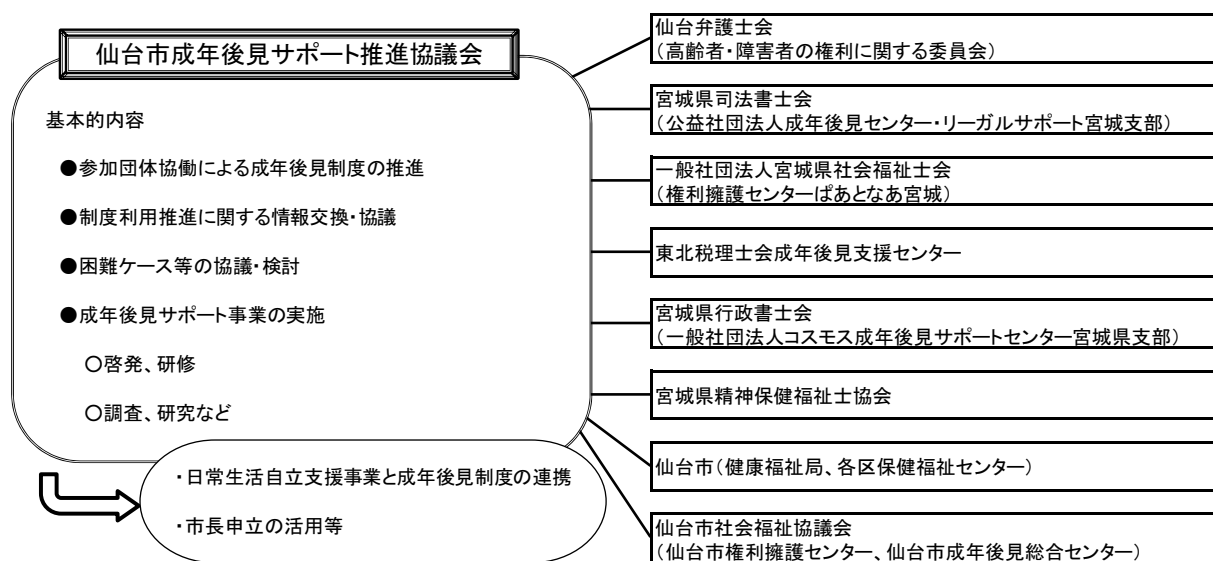 仙台市成年後見サポート推進協議会
基本的内容
●参加団体協働による成年後見制度の推進
●制度利用推進に関する情報交換・協議
●困難ケース等の協議・検討
●成年後見サポート事業の実施
○啓発、研修
○調査、研究など
・日常生活自立支援事業と成年後見制度の連携
・市長申立の活用等
仙台弁護士会
（高齢者・障害者の権利に関する委員会）
宮城県司法書士会
（公益社団法人成年後見センター・リーガルサポート宮城支部）
一般社団法人宮城県社会福祉士会
（権利擁護センターぱあとなあ宮城）
東北税理士会成年後見支援センター
宮城県行政書士会
（一般社団法人コスモス成年後見サポートセンター宮城県支部）
宮城県精神保健福祉士協会
仙台市（健康福祉局、各区保健福祉センター）
仙台市社会福祉協議会
（仙台市権利擁護センター、仙台市成年後見総合センター）